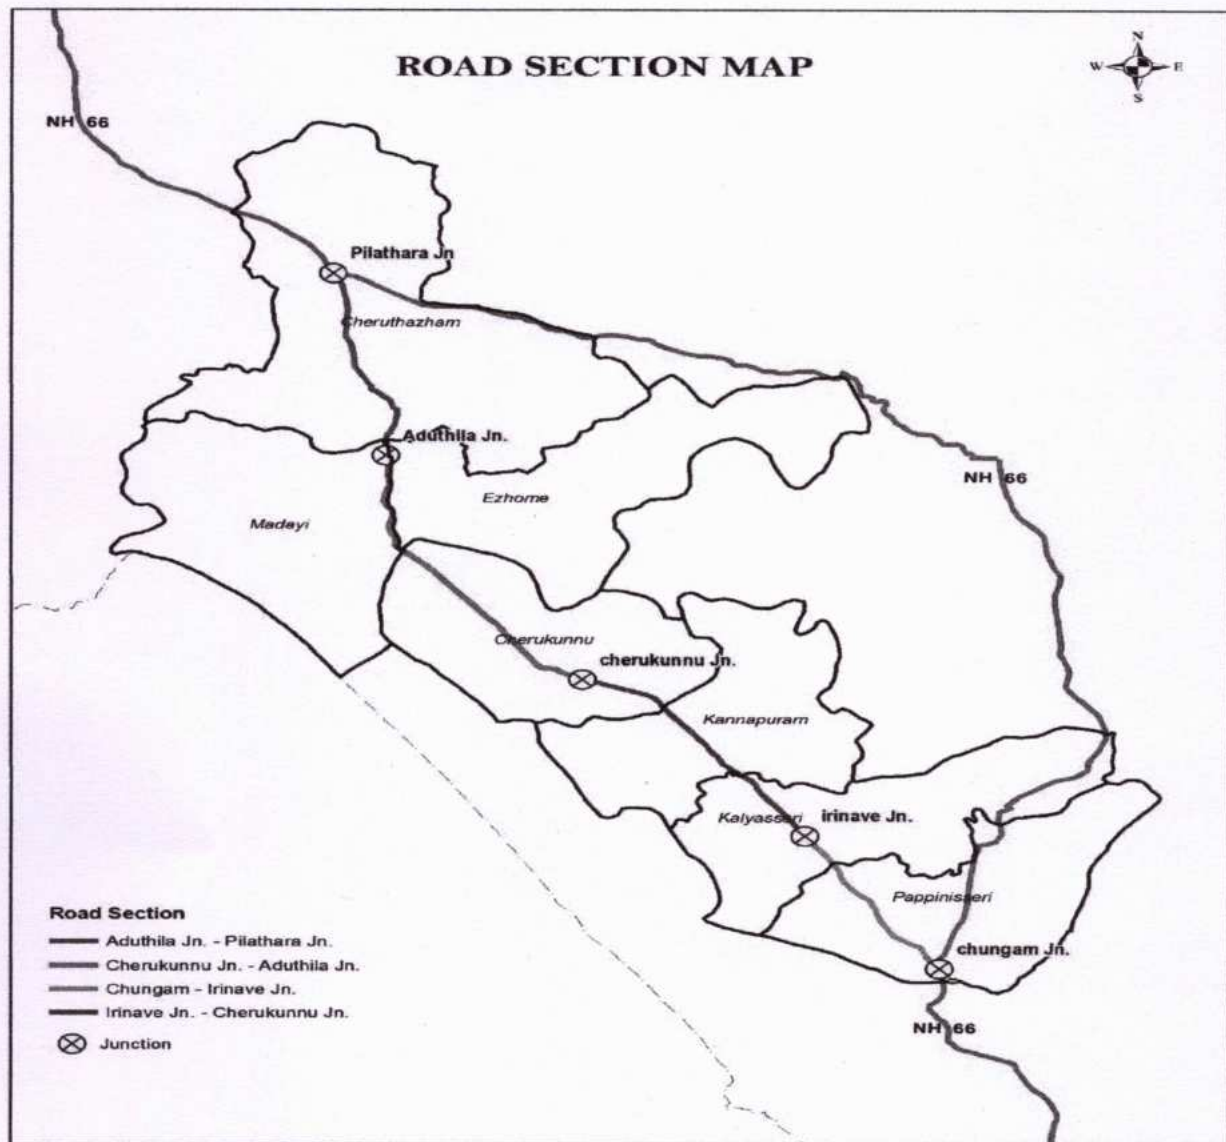 ROAD SECTION MAP
N
W E
S
NH 66
Pilathara Jn
Cheruthazham
Aduthila Jn.
NH 66
Ezhome
Madayi
Cherukunnu
cherukunnu Jn.
Kannapuram
Kalyasseri
irinave Jn.
Pappinisseri
chungam Jn.
NH 66
Road Section
Aduthila Jn. - Pilathara Jn.
Cherukunnu Jn. - Aduthila Jn.
Chungam - Irinave Jn.
Irinave Jn. - Cherukunnu Jn.
Junction